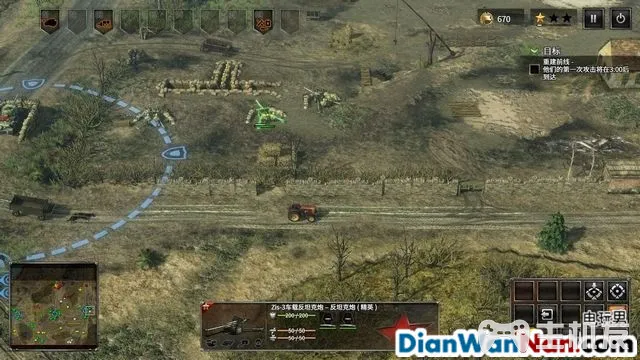 670
目标
重建前线 -
他们的第一次攻击将在3:00后
到达
Zis-3车载反坦克炮 – 反坦克炮 ( 精英 )
200 / 200
50 / 50
50 / 50
电玩男
DianWanNan.com